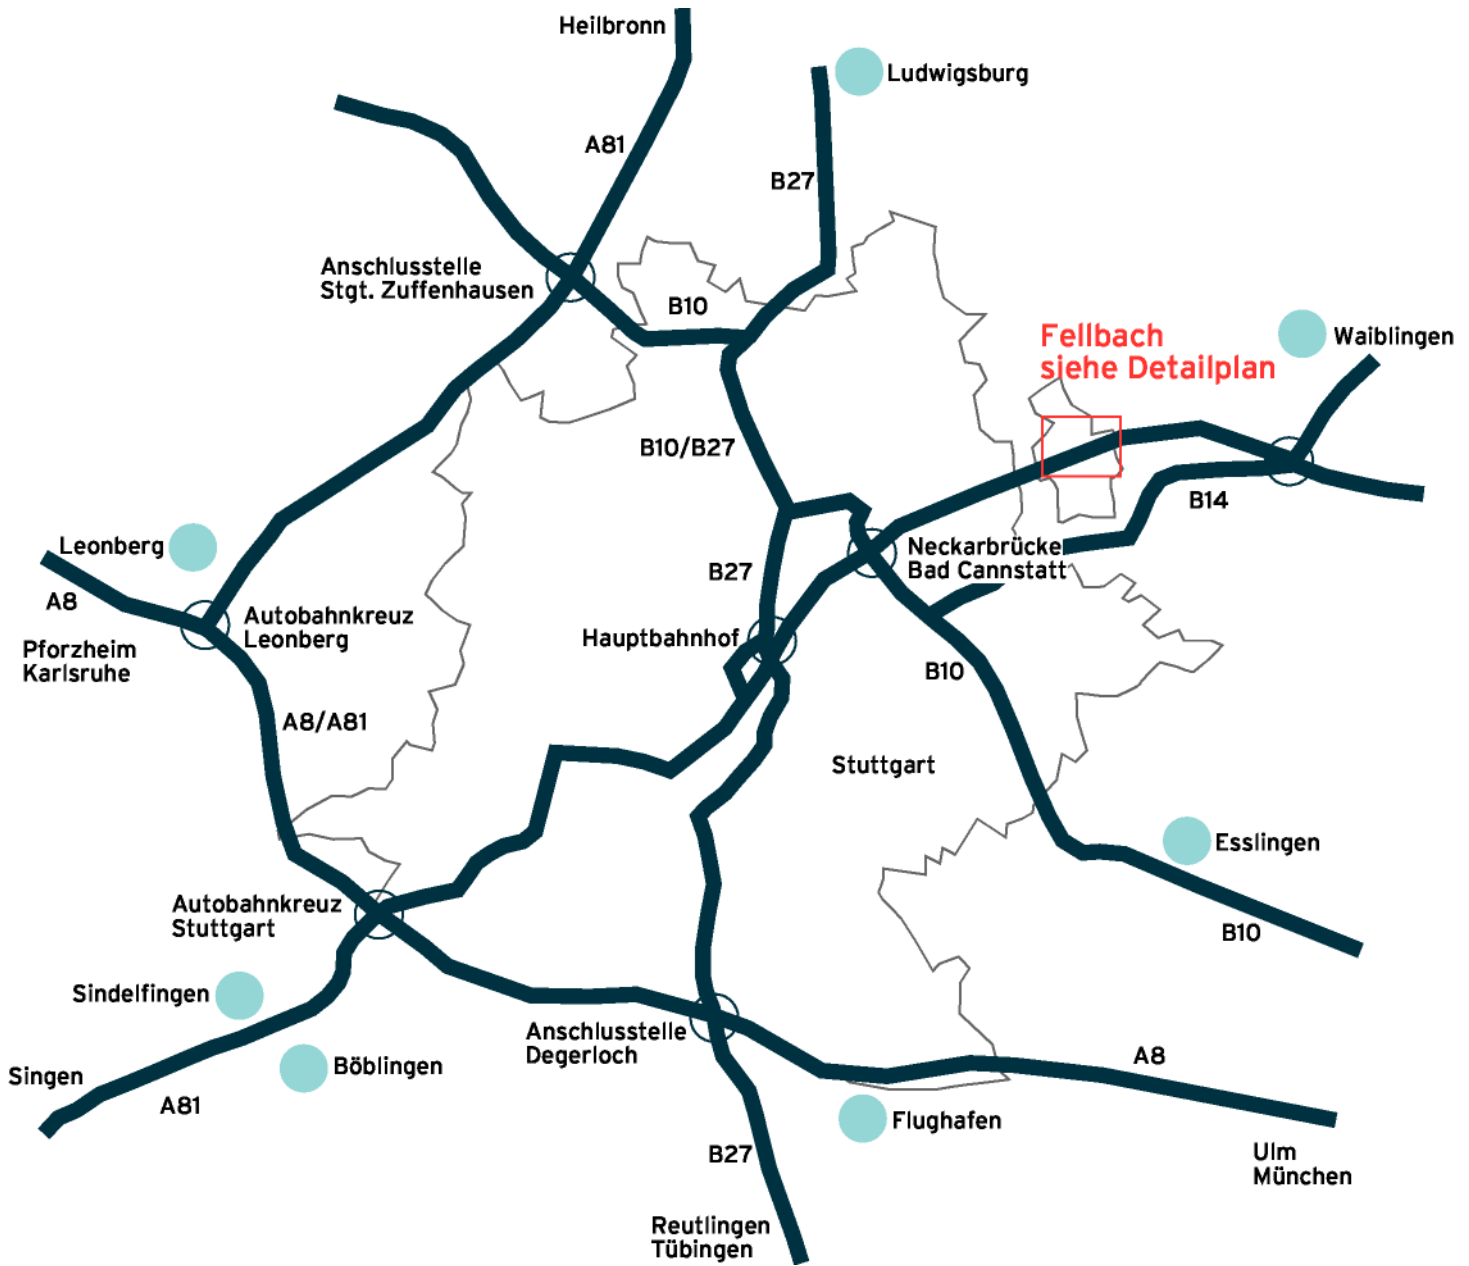 Heilbronn
Ludwigsburg
A81
B27
Anschlusstelle
Stgt. Zuffenhausen
B10
Fellbach
siehe Detailplan
Waiblingen
B10/B27
B14
Leonberg
Neckarbrücke
Bad Cannstatt
B27
A8
Autobahnkreuz
Leonberg
Hauptbahnhof
Pforzheim
Karlsruhe
B10
A8/A81
Stuttgart
Esslingen
Autobahnkreuz
Stuttgart
B10
Sindelfingen
Anschlusstelle
Degerloch
A8
Böblingen
Singen
A81
Flughafen
B27
Ulm
München
Reutlingen
Tübingen